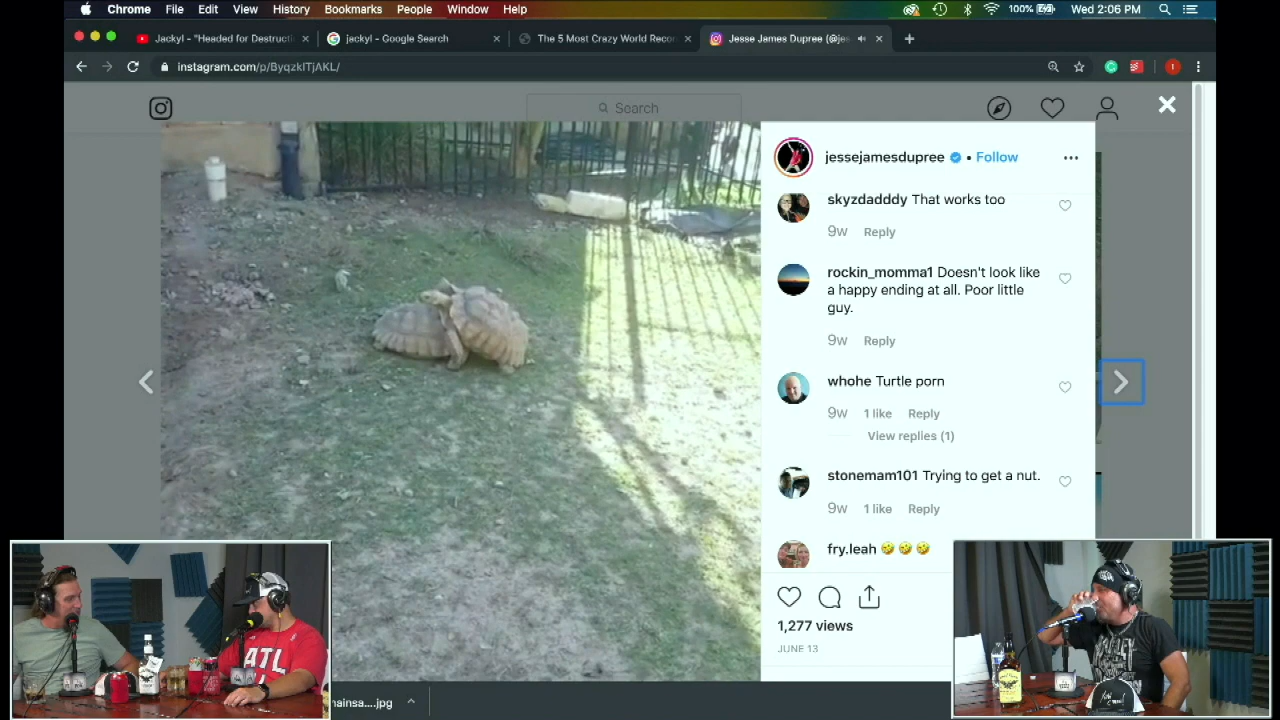 Chrome File Edit View History Bookmarks People Window Help 100% Wed 2:06 PM
Jackyl - "Headed for Destructi
jackyl - Google Search
The 5 Most Crazy World Recor
Jesse James Dupree (@jes
instagram.com/p/ByqzkITjAKL/
Search
jessejamesdupree • Follow
skyzdadddy That works too
9w Reply
rockin_momma1 Doesn't look like
a happy ending at all. Poor little
guy.
9w Reply
whohe Turtle porn
9w 1 like Reply
View replies (1)
stonemam101 Trying to get a nut.
9w 1 like Reply
fry.leah 🤣🤣🤣
1,277 views
JUNE 13
ATL
nainsa....jpg